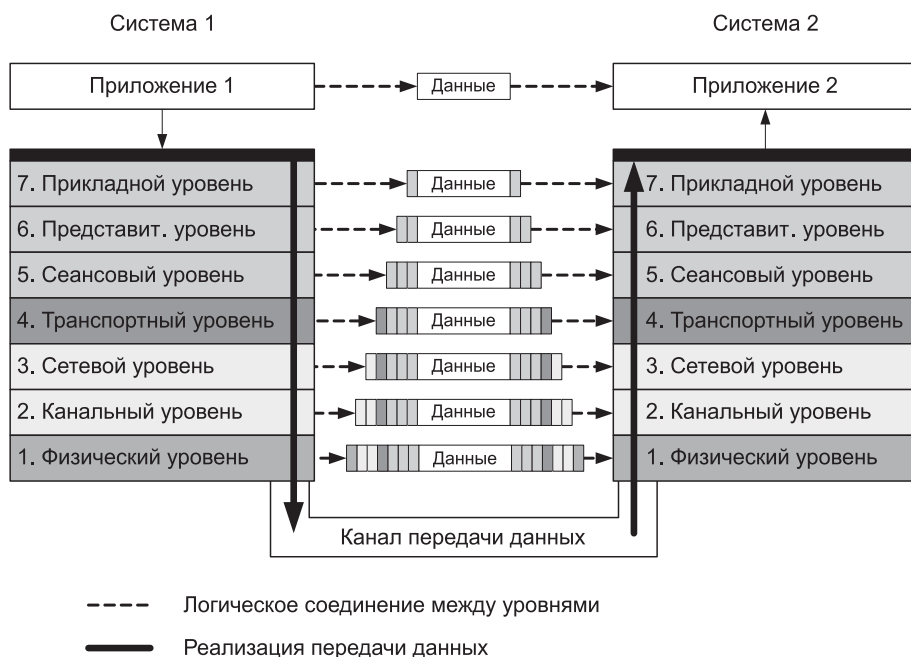 Система 1
Система 2
Приложение 1
Данные
Приложение 2
7. Прикладной уровень
Данные
7. Прикладной уровень
6. Представит. уровень
Данные
6. Представит. уровень
5. Сеансовый уровень
Данные
5. Сеансовый уровень
4. Транспортный уровень
Данные
4. Транспортный уровень
3. Сетевой уровень
Данные
3. Сетевой уровень
2. Канальный уровень
Данные
2. Канальный уровень
1. Физический уровень
Данные
1. Физический уровень
Канал передачи данных
Логическое соединение между уровнями
Реализация передачи данных